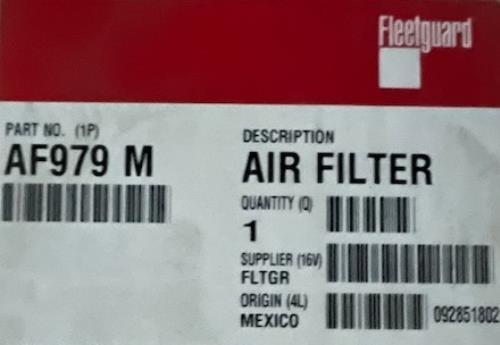 Fleetguard
PART NO. (1P)
AF979 M
DESCRIPTION
AIR FILTER
QUANTITY (Q)
1
SUPPLIER (16V)
FLTGR
ORIGIN (4L)
MEXICO
092851802